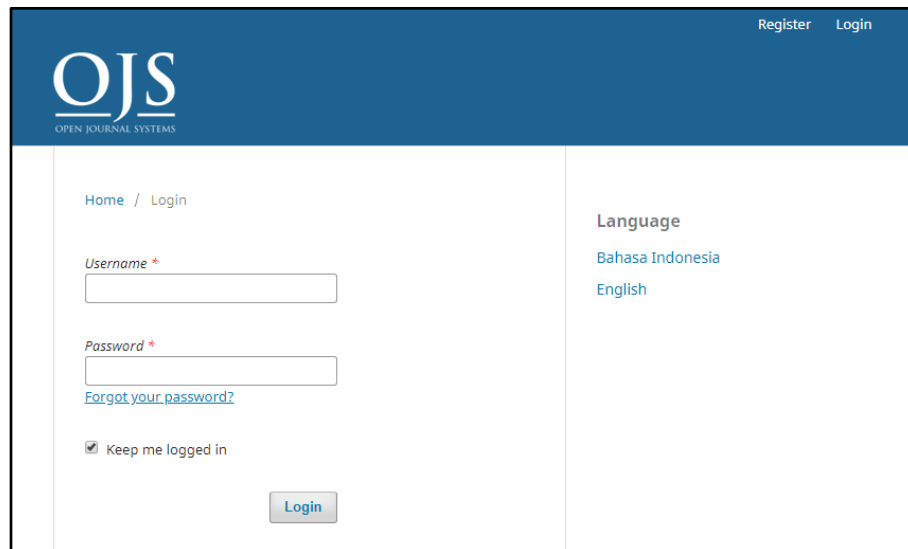 Register Login
OJS
OPEN JOURNAL SYSTEMS
Home / Login
Language
Username *
Bahasa Indonesia
English
Password *
Forgot your password?
Keep me logged in
Login